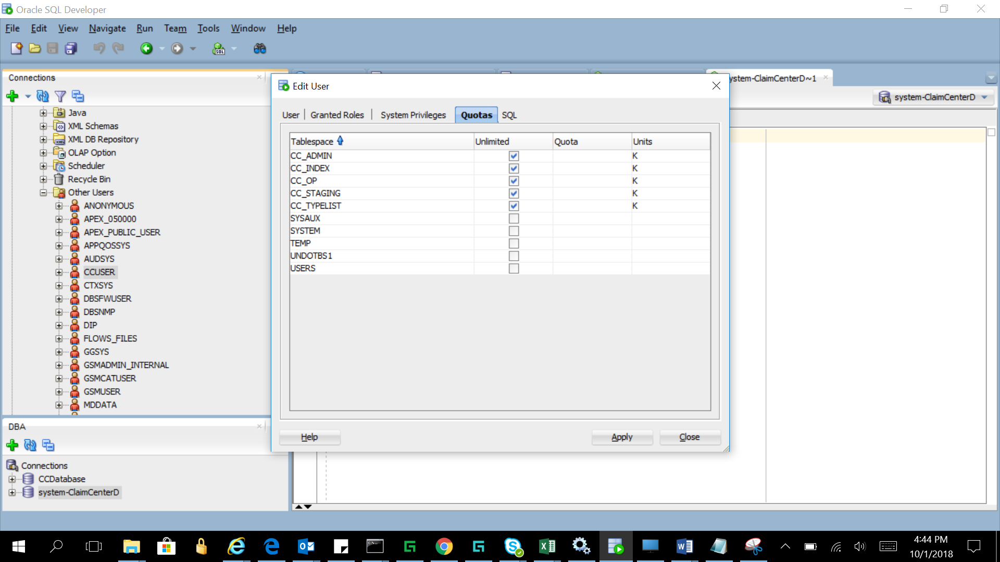 Oracle SQL Developer
File Edit View Navigate Run Team Tools Window Help
Connections
Java
XML Schemas
XML DB Repository
OLAP Option
Scheduler
Recycle Bin
Other Users
ANONYMOUS
APEX_050000
APEX_PUBLIC_USER
APPQOSSYS
AUDSYS
CCUSER
CTXSYS
DBSFWUSER
DBSNMP
DIP
FLOWS_FILES
GGSYS
GSMADMIN_INTERNAL
GSMCATUSER
GSMUSER
MDDATA
DBA
Connections
CCDatabase
system-ClaimCenterD
ystem-ClaimCenterD~1
system-ClaimCenterD
Edit User
User Granted Roles System Privileges Quotas SQL
Tablespace Unlimited Quota Units
CC_ADMIN K
CC_INDEX K
CC_OP K
CC_STAGING K
CC_TYPELIST K
SYSAUX
SYSTEM
TEMP
UNDOTBS1
USERS
Help Apply Close
4:44 PM
10/1/2018